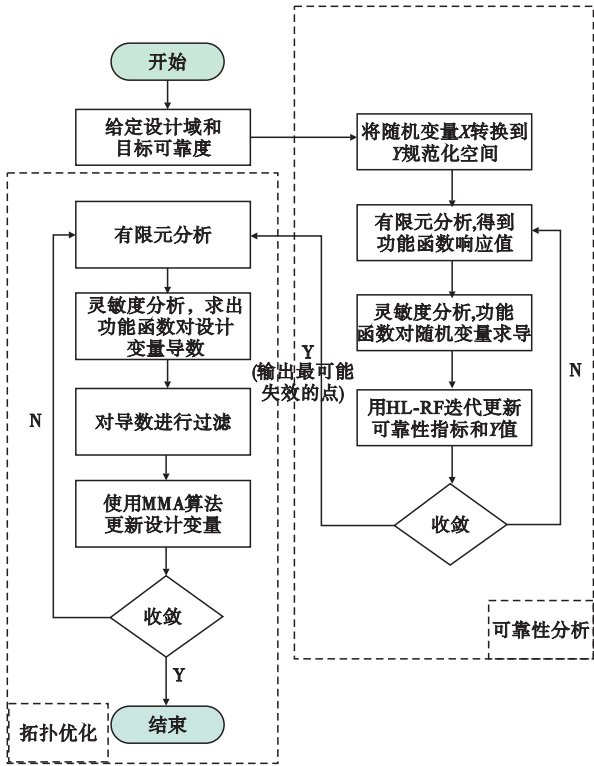 开始
给定设计域和
目标可靠度
将随机变量X转换到
Y规范化空间
有限元分析,得到
功能函数响应值
灵敏度分析,功能
函数对随机变量求导
用HL-RF迭代更新
可靠性指标和Y值
收敛
N
可靠性分析
Y
(输出最可能
失效的点)
有限元分析
灵敏度分析，求出
功能函数对设计
变量导数
对导数进行过滤
使用MMA算法
更新设计变量
收敛
N
Y
结束
拓扑优化